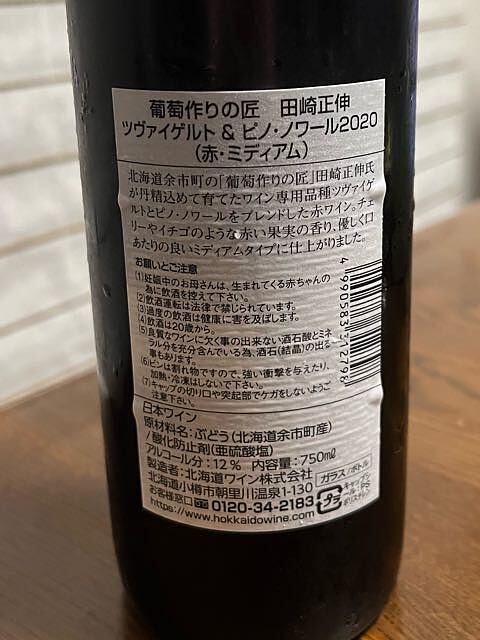 葡萄作りの匠 田崎正伸
ツヴァイゲルト & ピノ・ノワール2020
(赤・ミディアム)
北海道余市町の「葡萄作りの匠」田崎正伸氏
が丹精込めて育てたワイン専用品種ツヴァイゲ
ルトとピノ・ノワールをブレンドした赤ワイン。チェ
リーやイチゴのような赤い果実の香り、優しく口
あたりの良いミディアムタイプに仕上がりました。
お願いとご注意
(1)妊娠中のお母さんは、生まれてくる赤ちゃんの
為に飲酒を控えて下さい。
(2)飲酒運転は法律で禁じられています。
(3)過度の飲酒は健康に害を及ぼします。
(4)飲酒は20歳から。
(5)良質なワインに欠く事の出来ない酒石酸とミネ
ラル分を充分含んでいる為、酒石(結晶)の出る
事もあります。
(6)ビンは割れ物ですので、強い衝撃を与えたり、
加熱・冷凍はしないで下さい。
(7)キャップの切り口や突起部でケガをしないようご
注意下さい。
日本ワイン
原材料名:ぶどう(北海道余市町産)
/酸化防止剤(亜硫酸塩)
アルコール分:12% 内容量:750mℓ
製造者:北海道ワイン株式会社
ガラス/ボトル
北海道小樽市朝里川温泉1-130
お客様窓口 0120-34-2183
https://www.hokkaidowine.com